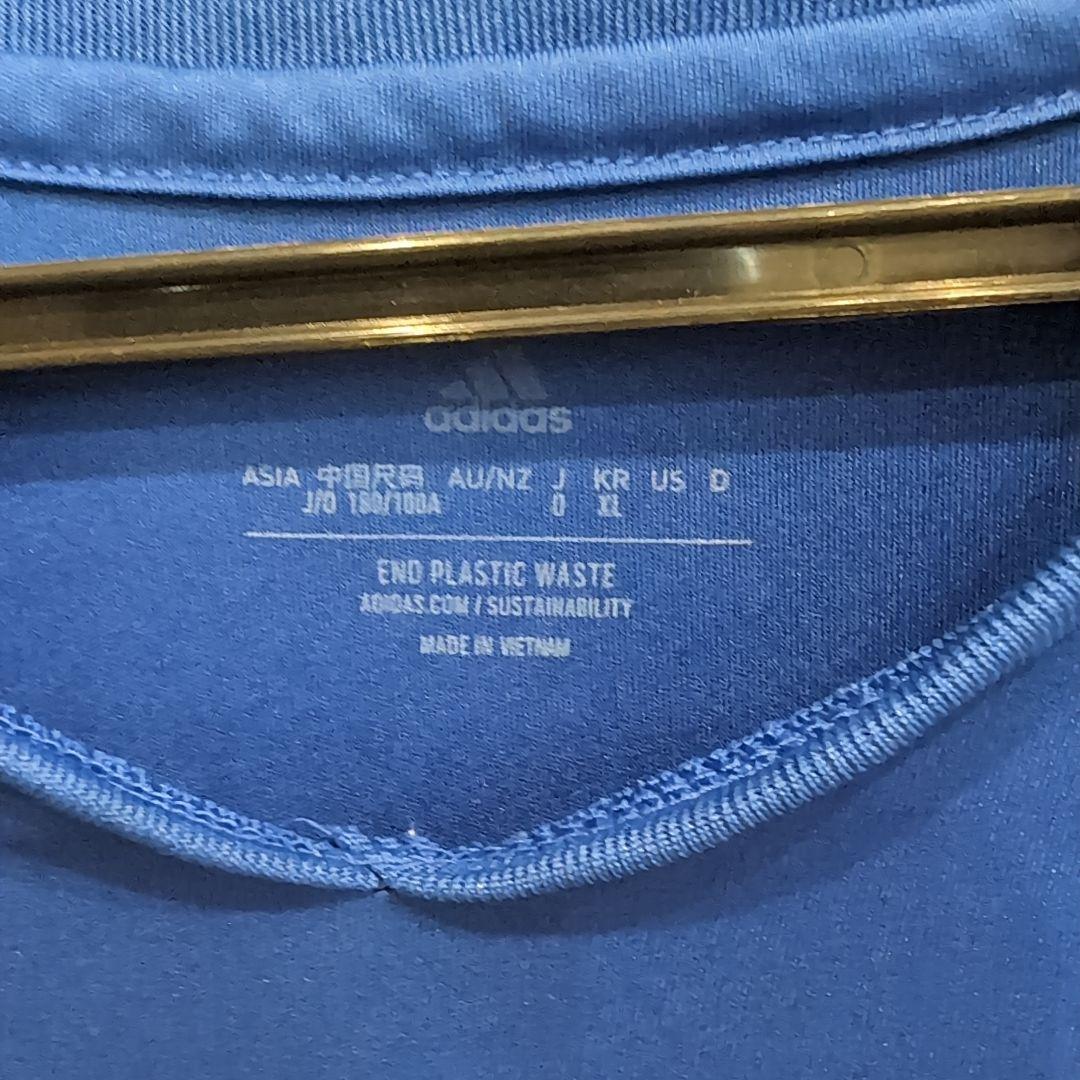 adidas
ASIA 中国尺码 AU/NZ J KR US D
J/O 180/100A O XL
END PLASTIC WASTE
ADIDAS.COM / SUSTAINABILITY
MADE IN VIETNAM